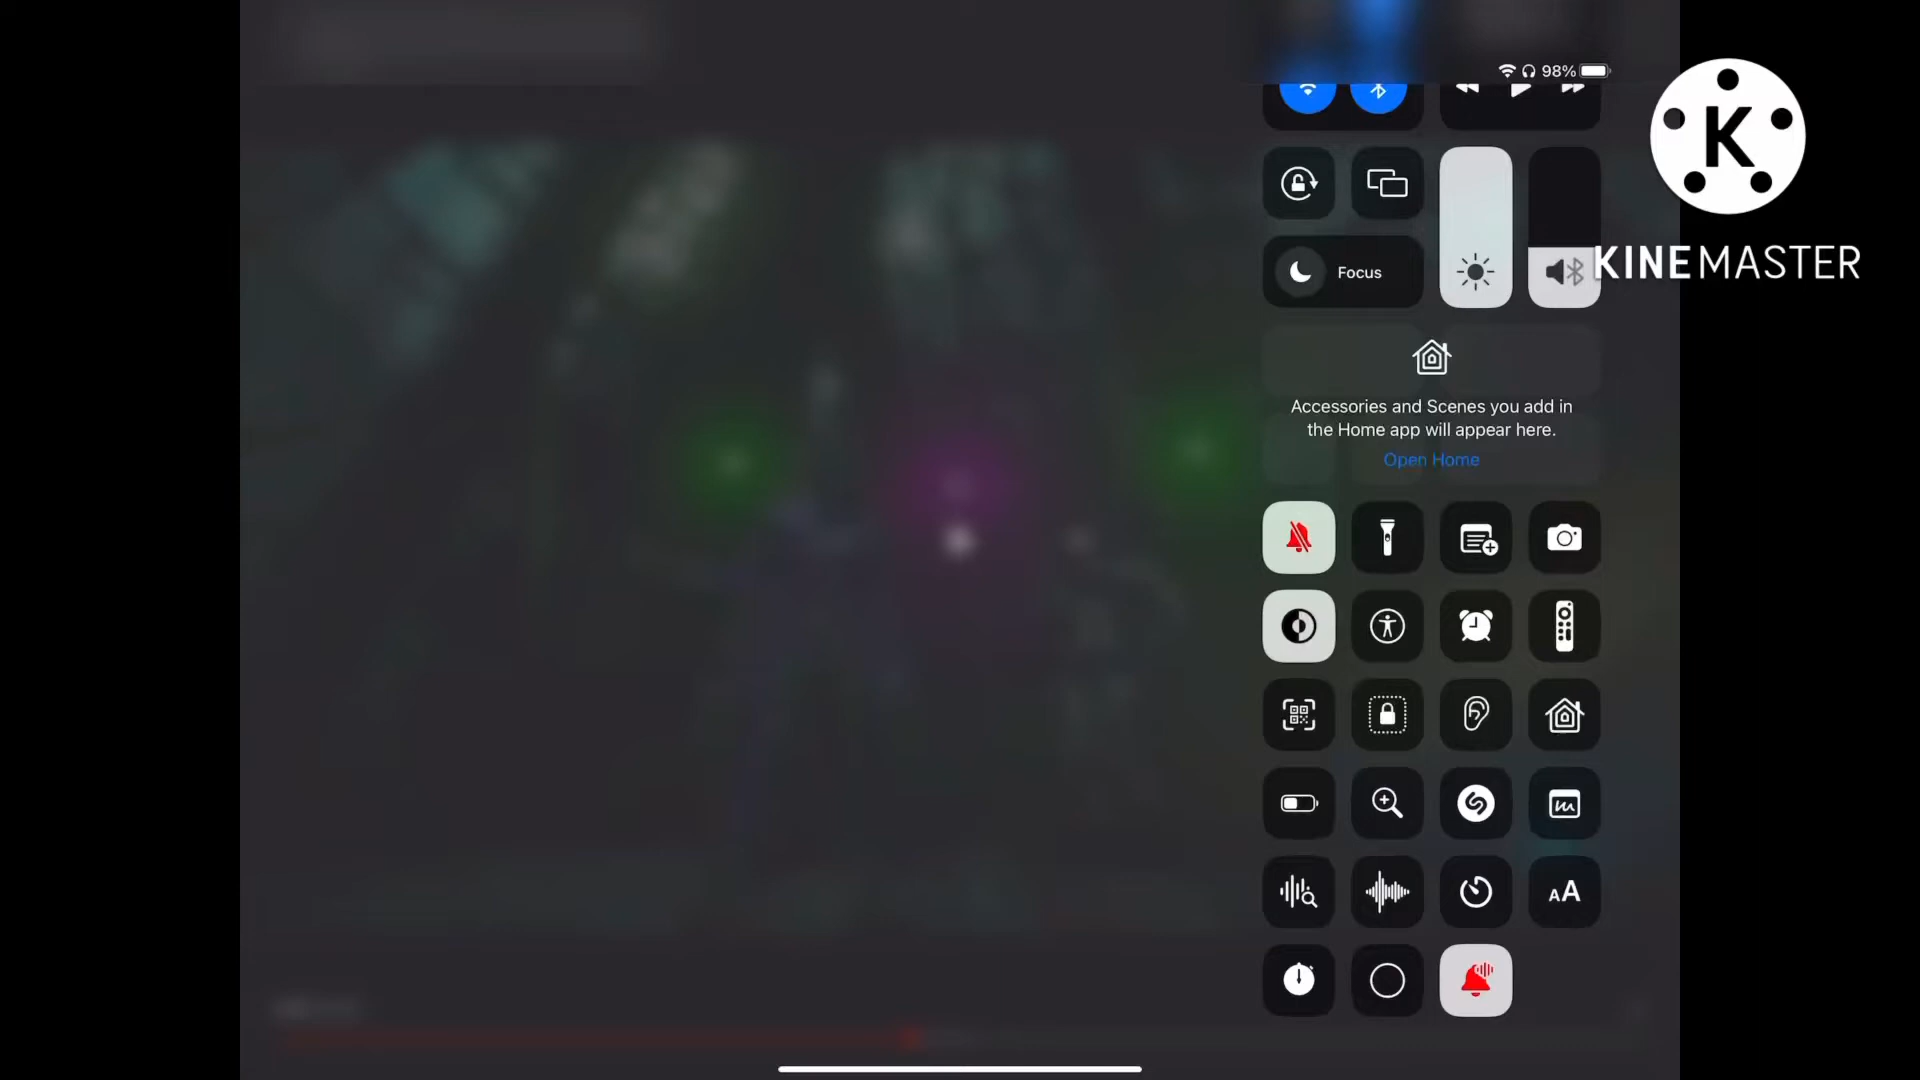 98%
K
KINEMASTER
Focus
Accessories and Scenes you add in
the Home app will appear here.
Open Home
AA